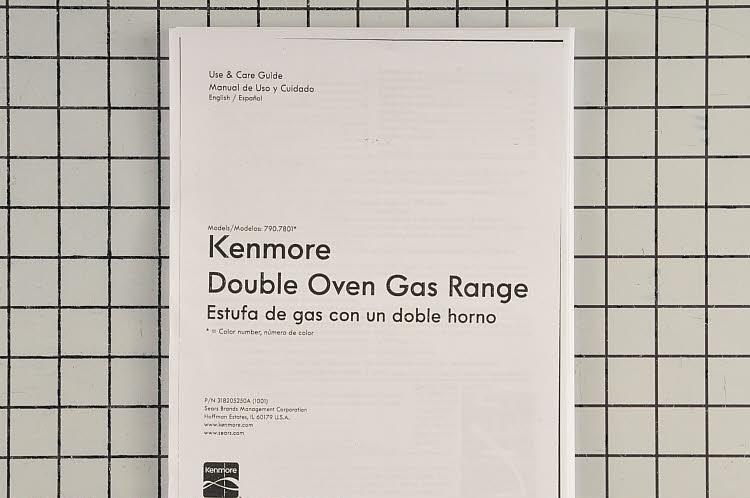 Use & Care Guide
Manual de Uso y Cuidado
English / Español
Models/Modelos: 790.7801*
Kenmore
Double Oven Gas Range
Estufa de gas con un doble horno
* = Color number, número de color
P/N 318205250A (1001)
Sears Brands Management Corporation
Hoffman Estates, IL 60179 U.S.A.
www.kenmore.com
www.sears.com
Kenmore